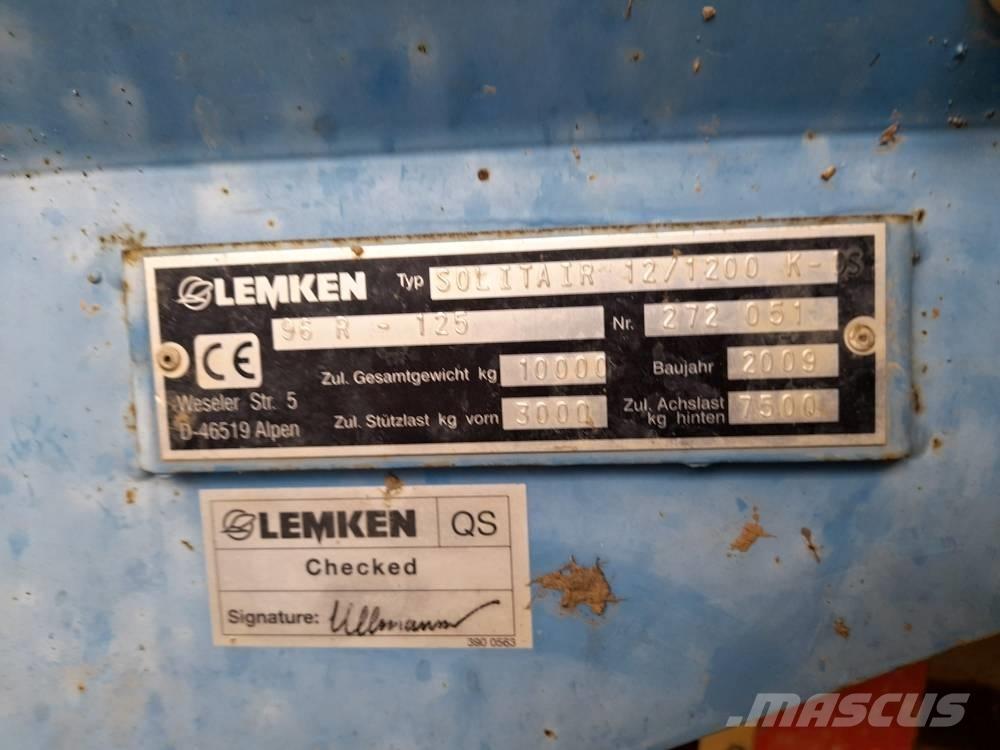 LEMKEN Typ SOLITAIR 12/1200 K-DS
96 R - 125 Nr. 272 051
CE Zul. Gesamtgewicht kg 10000 Baujahr 2009
Weseler Str. 5
D-46519 Alpen
Zul. Stützlast kg vorn 3000 Zul. Achslast
kg hinten 7500
LEMKEN QS
Checked
Signature: Ullmann
390 0563
MASCUS